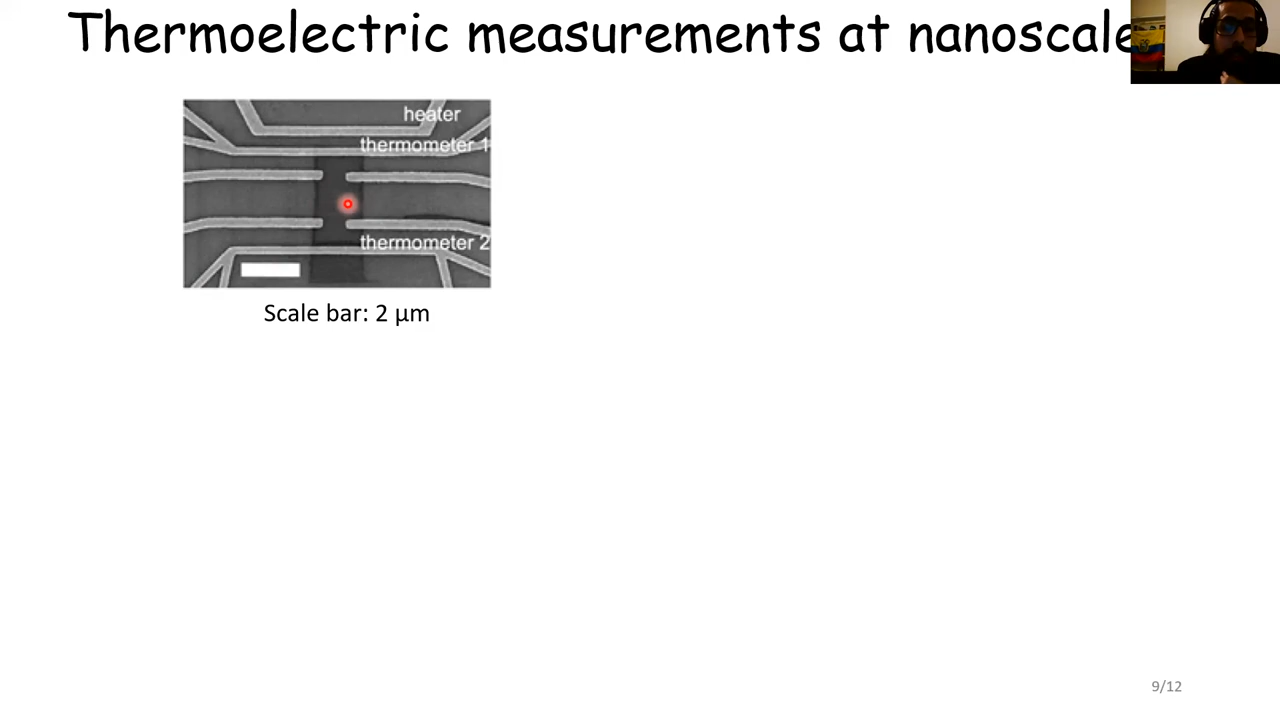 Thermoelectric measurements at nanoscale
heater
thermometer 1
thermometer 2
Scale bar: 2 μm
9/12